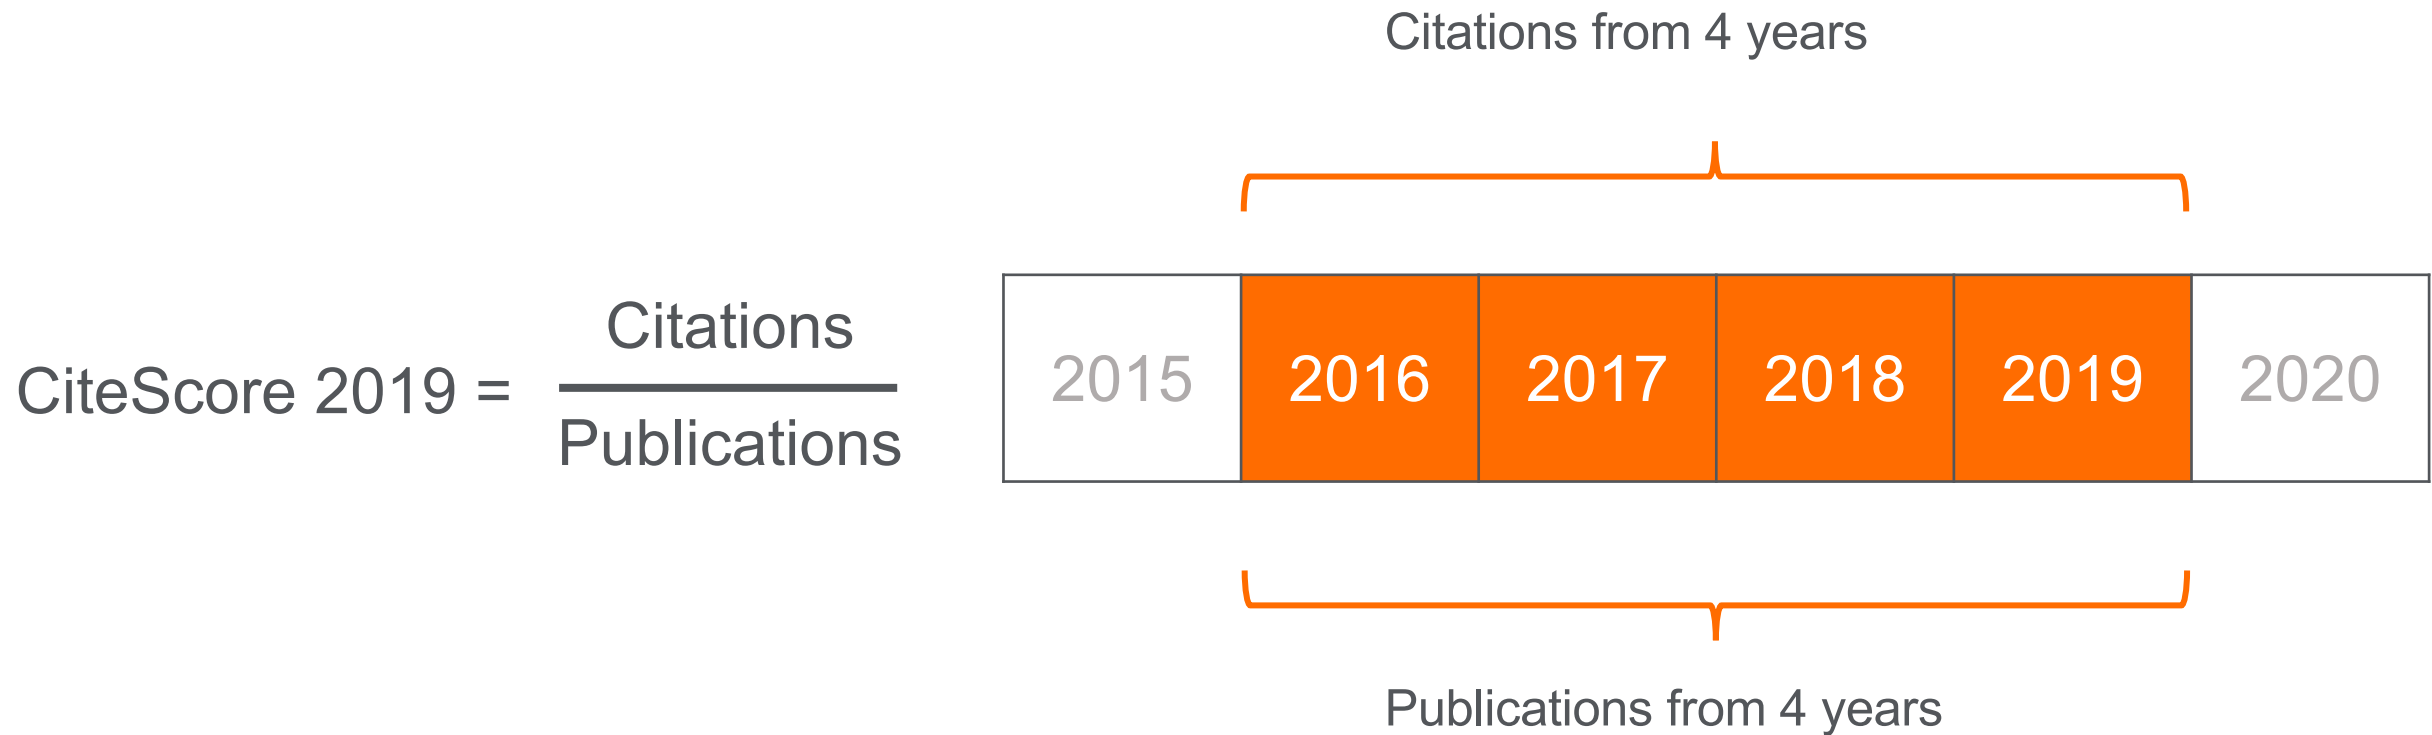 Citations from 4 years
CiteScore 2019 =
Citations
Publications
2015 2016 2017 2018 2019 2020
Publications from 4 years